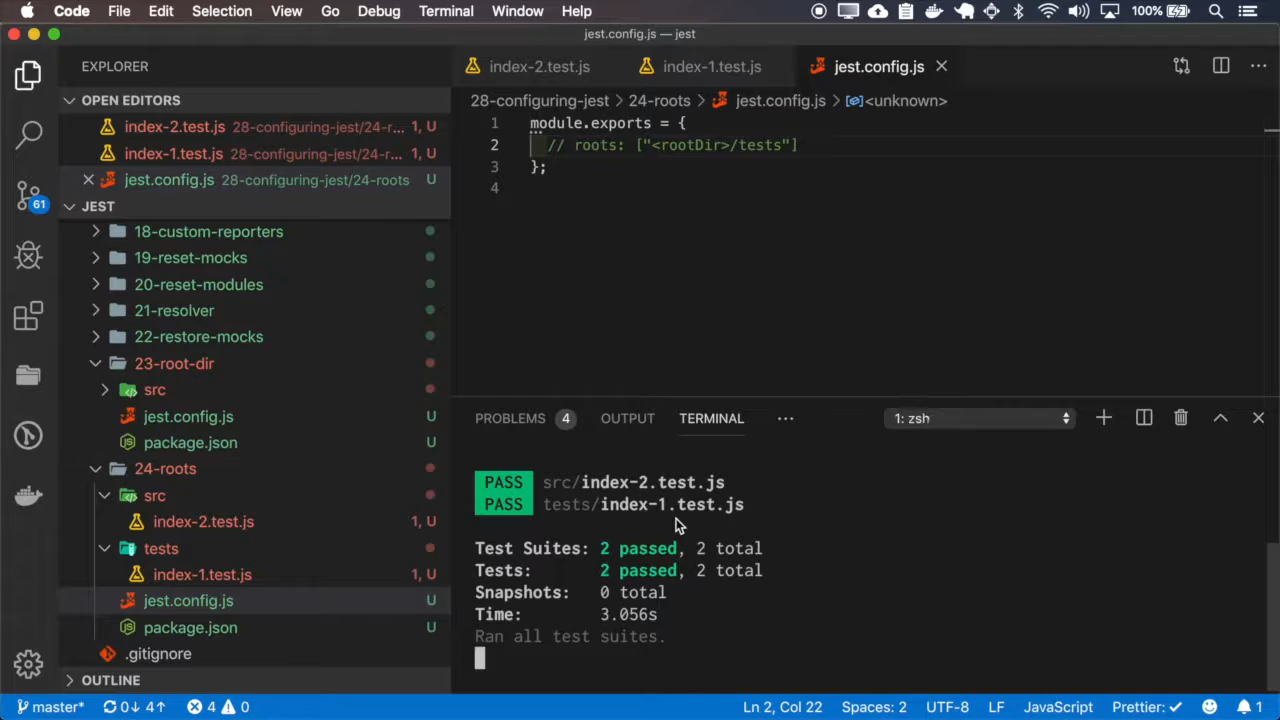 Code File Edit Selection View Go Debug Terminal Window Help 100%
jest.config.js — jest
EXPLORER
OPEN EDITORS
index-2.test.js 28-configuring-jest/24-r... 1, U
index-1.test.js 28-configuring-jest/24-r... 1, U
jest.config.js 28-configuring-jest/24-roots U
JEST
18-custom-reporters
19-reset-mocks
20-reset-modules
21-resolver
22-restore-mocks
23-root-dir
src
jest.config.js U
package.json U
24-roots
src
index-2.test.js 1, U
tests
index-1.test.js 1, U
jest.config.js U
package.json U
.gitignore
OUTLINE
61
index-2.test.js index-1.test.js jest.config.js
28-configuring-jest > 24-roots > jest.config.js > <unknown>
1 module.exports = {
2 // roots: ["<rootDir>/tests"]
3 };
4
PROBLEMS 4 OUTPUT TERMINAL ... 1: zsh
PASS src/index-2.test.js
PASS tests/index-1.test.js
Test Suites: 2 passed, 2 total
Tests: 2 passed, 2 total
Snapshots: 0 total
Time: 3.056s
Ran all test suites.
master* 0↓ 4↑ 4 0 Ln 2, Col 22 Spaces: 2 UTF-8 LF JavaScript Prettier: ✓ 1